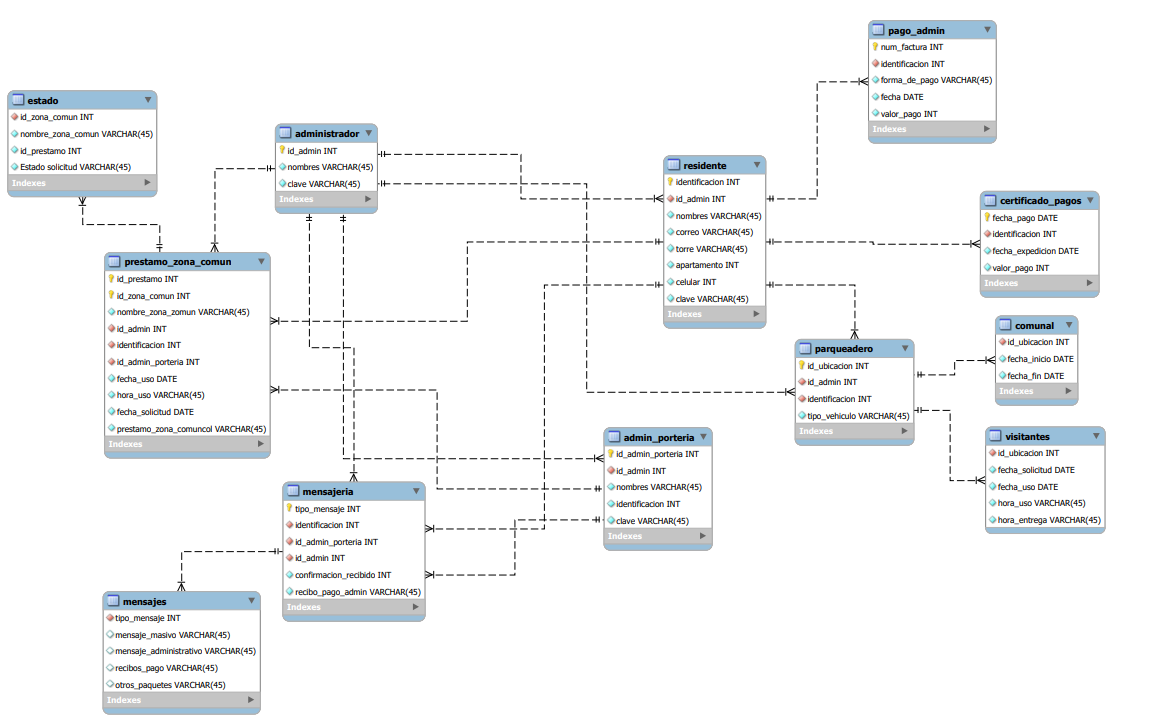 pago_admin
num_factura INT
identificacion INT
forma_de_pago VARCHAR(45)
fecha DATE
valor_pago INT
Indexes
estado
id_zona_comun INT
nombre_zona_comun VARCHAR(45)
id_prestamo INT
Estado solicitud VARCHAR(45)
Indexes
administrador
id_admin INT
nombres VARCHAR(45)
clave VARCHAR(45)
Indexes
residente
identificacion INT
id_admin INT
nombres VARCHAR(45)
correo VARCHAR(45)
torre VARCHAR(45)
apartamento INT
celular INT
clave VARCHAR(45)
Indexes
certificado_pagos
fecha_pago DATE
identificacion INT
fecha_expedicion DATE
valor_pago INT
Indexes
prestamo_zona_comun
id_prestamo INT
id_zona_comun INT
nombre_zona_zomun VARCHAR(45)
id_admin INT
identificacion INT
id_admin_porteria INT
fecha_uso DATE
hora_uso VARCHAR(45)
fecha_solicitud DATE
prestamo_zona_comuncol VARCHAR(45)
Indexes
comunal
id_ubicacion INT
fecha_inicio DATE
fecha_fin DATE
Indexes
parqueadero
id_ubicacion INT
id_admin INT
identificacion INT
tipo_vehiculo VARCHAR(45)
Indexes
admin_porteria
id_admin_porteria INT
id_admin INT
nombres VARCHAR(45)
identificacion INT
clave VARCHAR(45)
Indexes
visitantes
id_ubicacion INT
fecha_solicitud DATE
fecha_uso DATE
hora_uso VARCHAR(45)
hora_entrega VARCHAR(45)
Indexes
mensajeria
tipo_mensaje INT
identificacion INT
id_admin_porteria INT
id_admin INT
confirmacion_recibido INT
recibo_pago_admin VARCHAR(45)
Indexes
mensajes
tipo_mensaje INT
mensaje_masivo VARCHAR(45)
mensaje_administrativo VARCHAR(45)
recibos_pago VARCHAR(45)
otros_paquetes VARCHAR(45)
Indexes